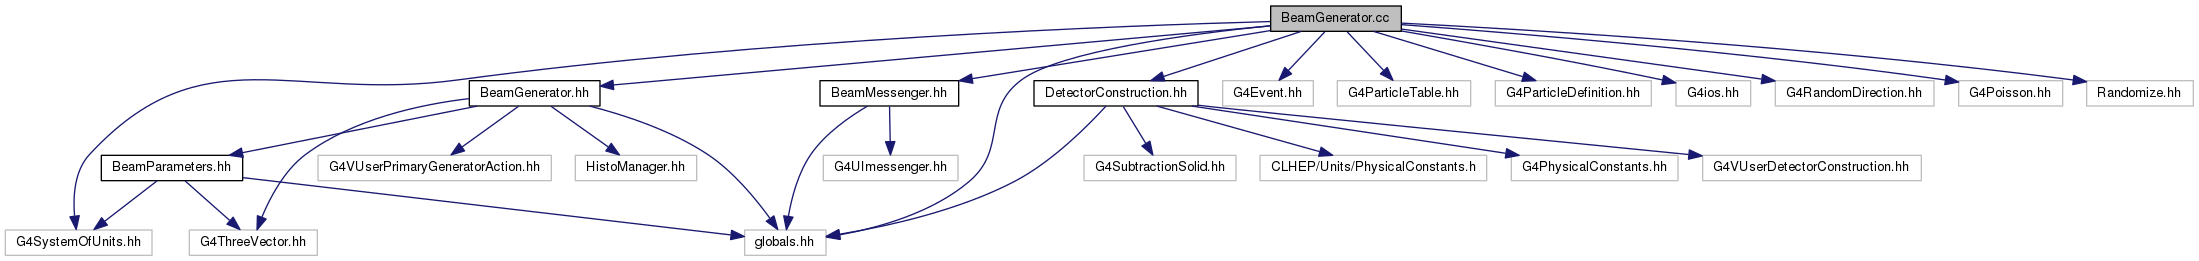 BeamGenerator.cc
BeamGenerator.hh
BeamMessenger.hh
DetectorConstruction.hh
G4Event.hh
G4ParticleTable.hh
G4ParticleDefinition.hh
G4ios.hh
G4RandomDirection.hh
G4Poisson.hh
Randomize.hh
BeamParameters.hh
G4VUserPrimaryGeneratorAction.hh
HistoManager.hh
G4UImessenger.hh
G4SubtractionSolid.hh
CLHEP/Units/PhysicalConstants.h
G4PhysicalConstants.hh
G4VUserDetectorConstruction.hh
G4SystemOfUnits.hh
G4ThreeVector.hh
globals.hh